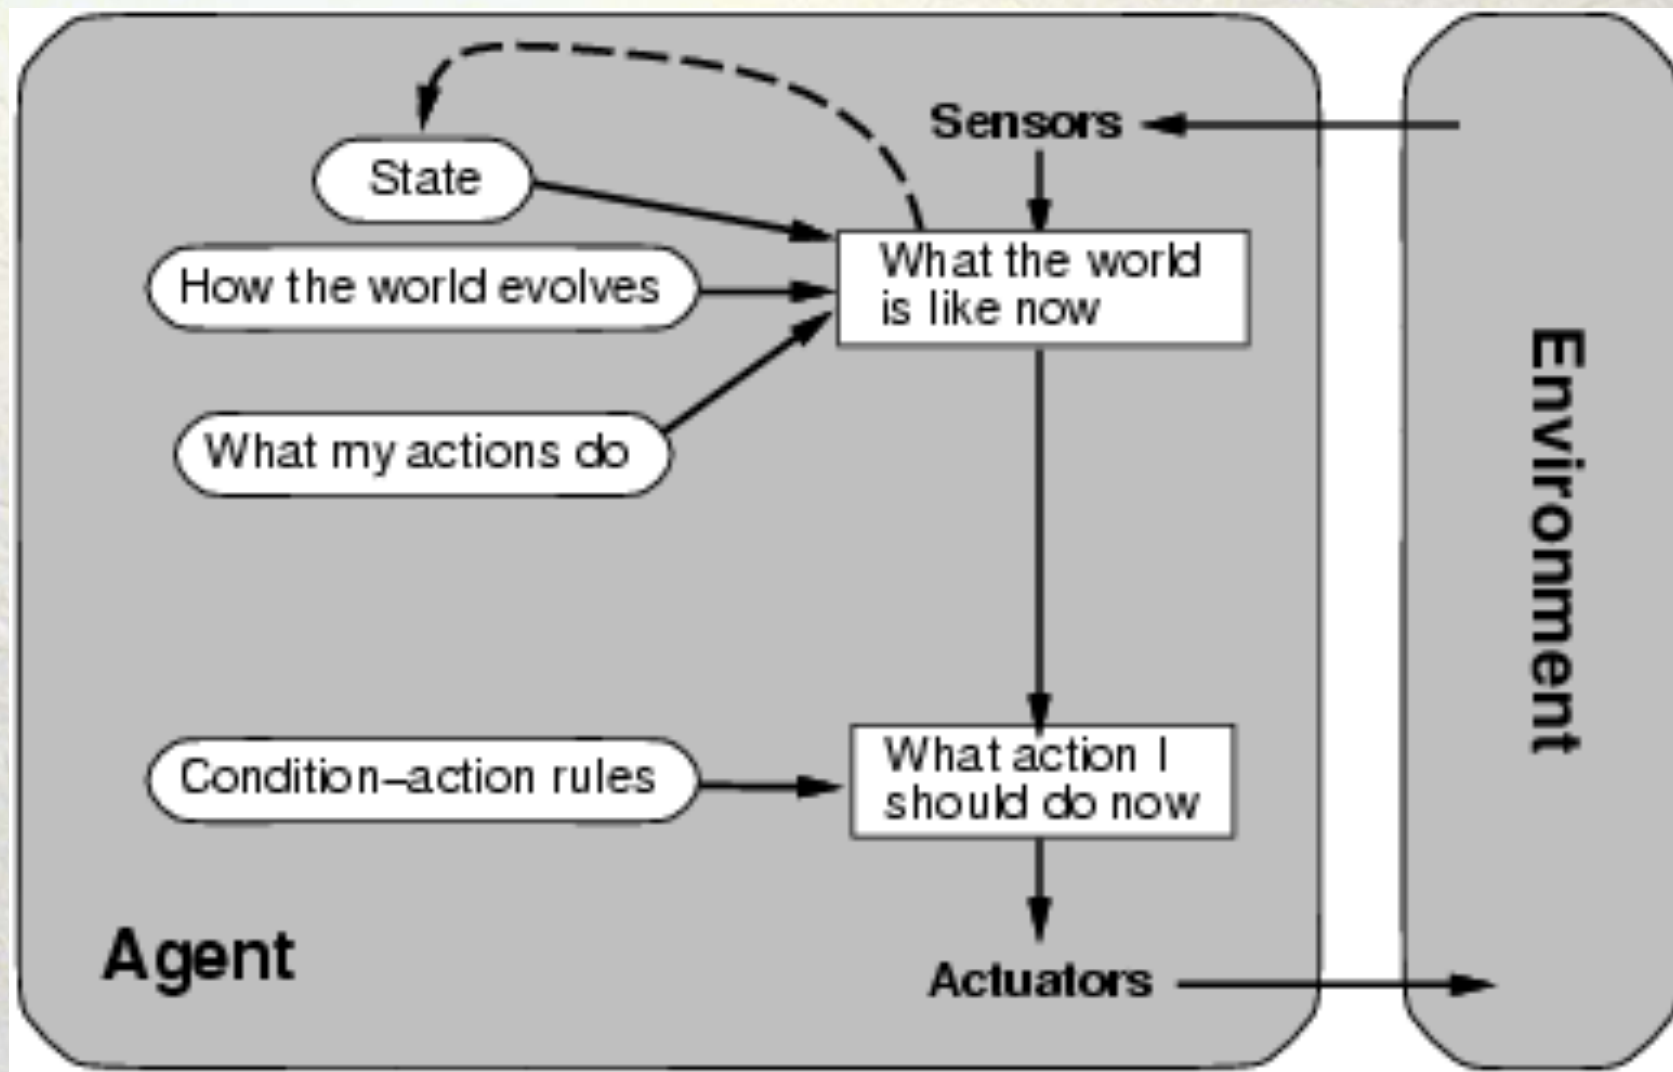 Sensors
State
What the world
is like now
How the world evolves
What my actions do
Environment
Condition–action rules
What action I
should do now
Agent
Actuators